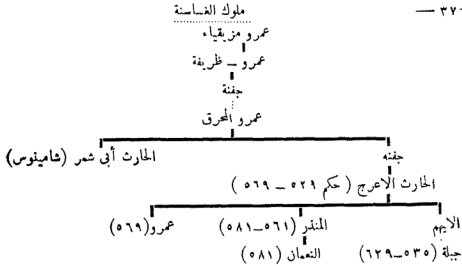 — ٣٧٠
ملوك الغساسنة
عمرو مزيقياء
عمرو – ظريفة
جفنة
عمرو المحرق
جفنه
الحارث أبي شمر (شامينوس)
الحارث الاعرج ( حكم ٥٢٩ – ٥٦٩ )
الايهم المنذر (٥٦١–٥٨١) عمرو(٥٦٩)
جبلة (٥٣٥–٦٢٩) النعمان (٥٨١)